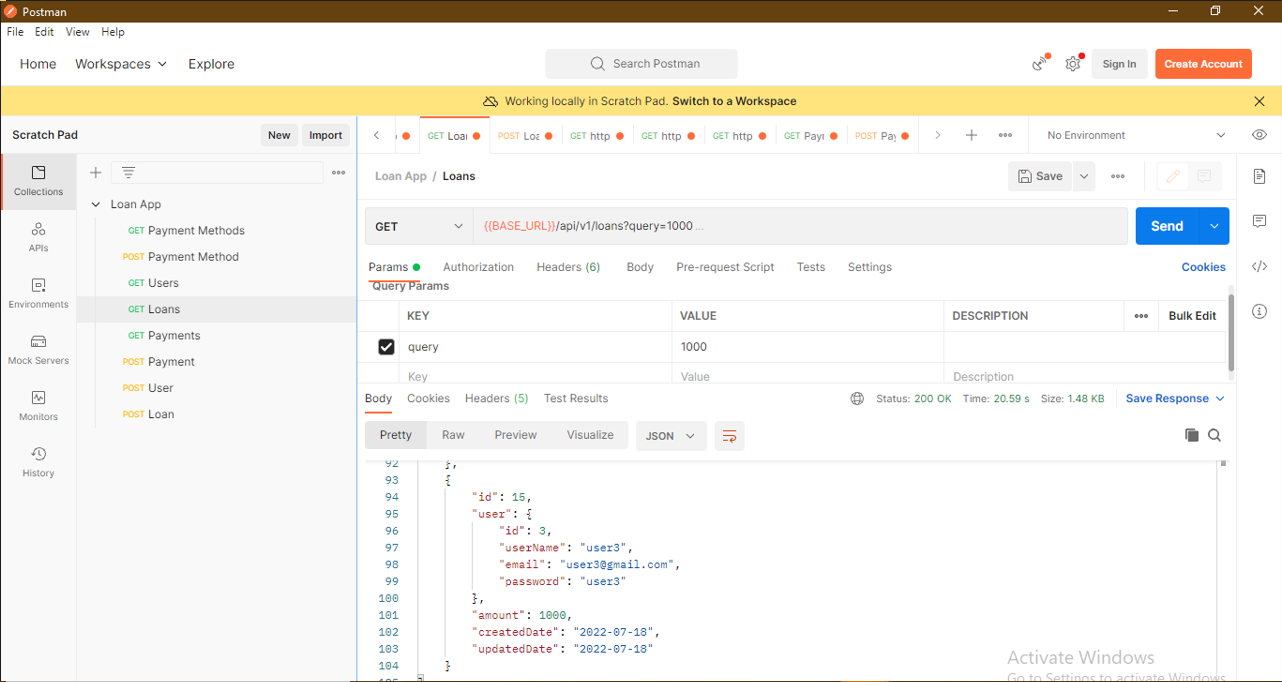 Postman
File Edit View Help
Home Workspaces Explore Search Postman Sign In Create Account
Working locally in Scratch Pad. Switch to a Workspace
Scratch Pad New Import
GET Loan POST Loa GET http GET http GET http GET Payr POST Pay No Environment
Collections
APIs
Environments
Mock Servers
Monitors
History
Loan App
GET Payment Methods
POST Payment Method
GET Users
GET Loans
GET Payments
POST Payment
POST User
POST Loan
Loan App / Loans Save
GET {{BASE_URL}}/api/v1/loans?query=1000 ... Send
Params Authorization Headers (6) Body Pre-request Script Tests Settings Cookies
Query Params
KEY VALUE DESCRIPTION Bulk Edit
query 1000
Key Value Description
Body Cookies Headers (5) Test Results Status: 200 OK Time: 20.59 s Size: 1.48 KB Save Response
Pretty Raw Preview Visualize JSON
92 },
93 {
94 "id": 15,
95 "user": {
96 "id": 3,
97 "userName": "user3",
98 "email": "user3@gmail.com",
99 "password": "user3"
100 },
101 "amount": 1000,
102 "createdDate": "2022-07-18",
103 "updatedDate": "2022-07-18"
104 }
105 ]
Activate Windows
Go to Settings to activate Windows.